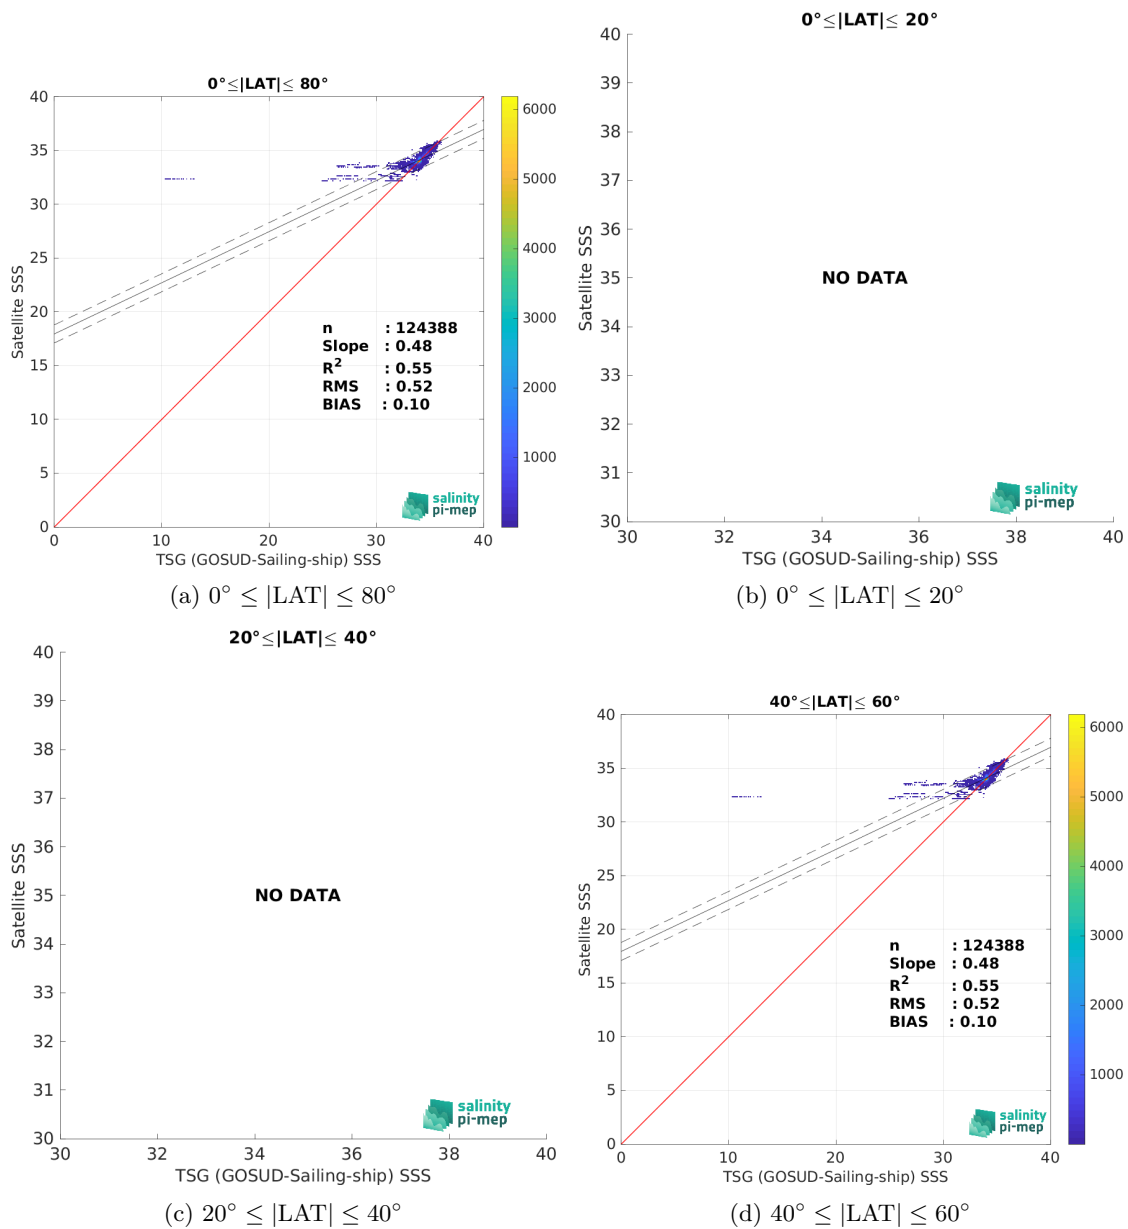 0°≤|LAT|≤ 80°
40
35
30
25
20
15
10
5
0
Satellite SSS
n : 124388
Slope : 0.48
R² : 0.55
RMS : 0.52
BIAS : 0.10
salinity
pi-mep
0 10 20 30 40
TSG (GOSUD-Sailing-ship) SSS
6000
5000
4000
3000
2000
1000
(a) 0° ≤ |LAT| ≤ 80°
0°≤|LAT|≤ 20°
40
39
38
37
36
35
34
33
32
31
30
Satellite SSS
NO DATA
salinity
pi-mep
30 32 34 36 38 40
TSG (GOSUD-Sailing-ship) SSS
(b) 0° ≤ |LAT| ≤ 20°
20°≤|LAT|≤ 40°
40
39
38
37
36
35
34
33
32
31
30
Satellite SSS
NO DATA
salinity
pi-mep
30 32 34 36 38 40
TSG (GOSUD-Sailing-ship) SSS
(c) 20° ≤ |LAT| ≤ 40°
40°≤|LAT|≤ 60°
40
35
30
25
20
15
10
5
0
Satellite SSS
n : 124388
Slope : 0.48
R² : 0.55
RMS : 0.52
BIAS : 0.10
salinity
pi-mep
0 10 20 30 40
TSG (GOSUD-Sailing-ship) SSS
6000
5000
4000
3000
2000
1000
(d) 40° ≤ |LAT| ≤ 60°